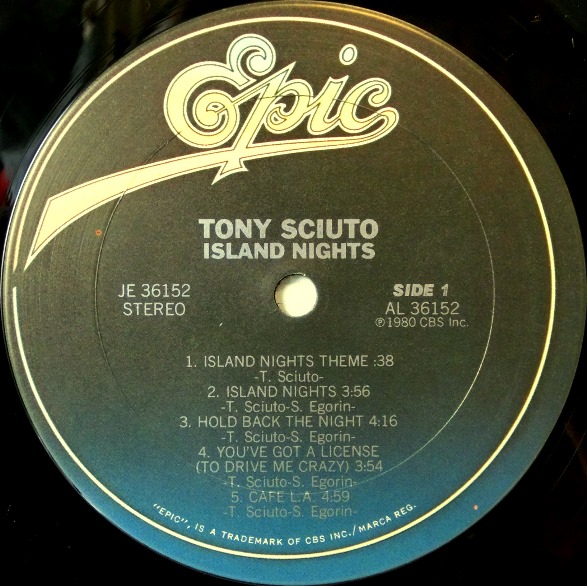 Epic
TONY SCIUTO
ISLAND NIGHTS
JE 36152
STEREO
SIDE 1
AL 36152
℗1980 CBS Inc.
1. ISLAND NIGHTS THEME :38
-T. Sciuto-
2. ISLAND NIGHTS 3:56
-T. Sciuto-S. Egorin-
3. HOLD BACK THE NIGHT 4:16
-T. Sciuto-S. Egorin-
4. YOU'VE GOT A LICENSE
(TO DRIVE ME CRAZY) 3:54
-T. Sciuto-S. Egorin-
5. CAFE L.A. 4:59
-T. Sciuto-S. Egorin-
"EPIC", IS A TRADEMARK OF CBS INC./MARCA REG.